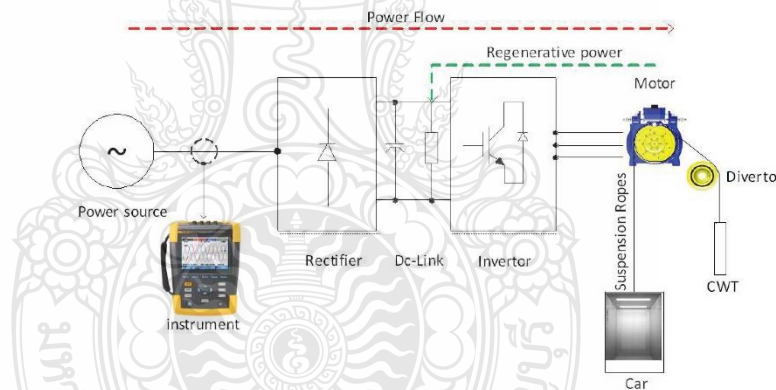 Power Flow
Regenerative power
Motor
~
Diverto
Power source
Suspension Ropes
Rectifier
Dc-Link
Invertor
CWT
instrument
Car